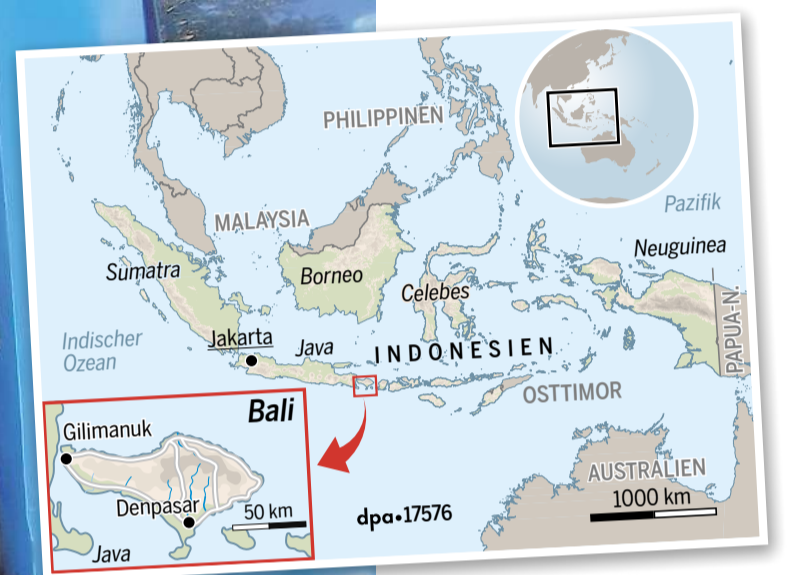 PHILIPPINEN
Pazifik
MALAYSIA
Neuguinea
Sumatra
Borneo
Celebes
PAPUA-N.
Indischer
Ozean
Jakarta
Java
INDONESIEN
OSTTIMOR
Bali
Gilimanuk
Denpasar
50 km
Java
AUSTRALIEN
1000 km
dpa•17576